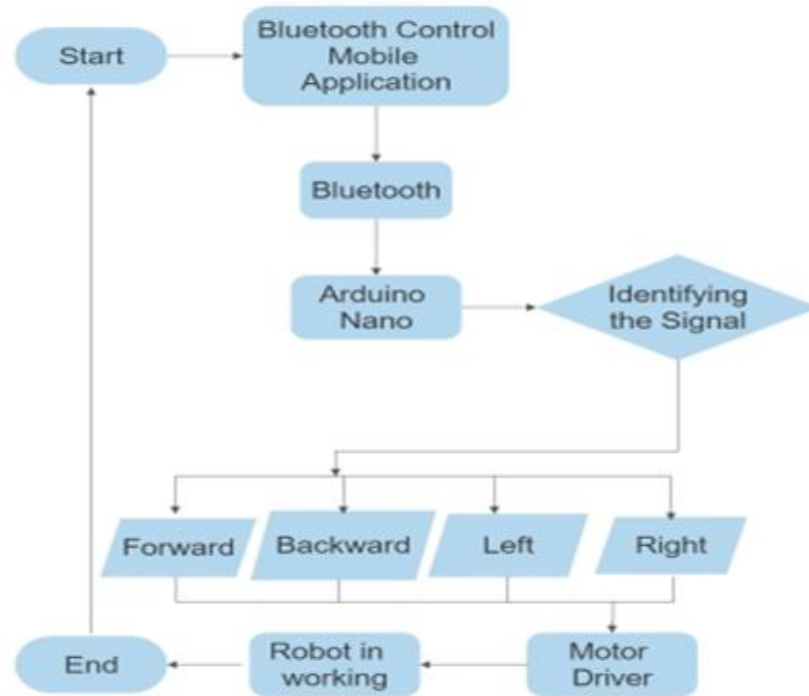 Start
Bluetooth Control
Mobile
Application
Bluetooth
Arduino
Nano
Identifying
the Signal
Forward
Backward
Left
Right
End
Robot in
working
Motor
Driver